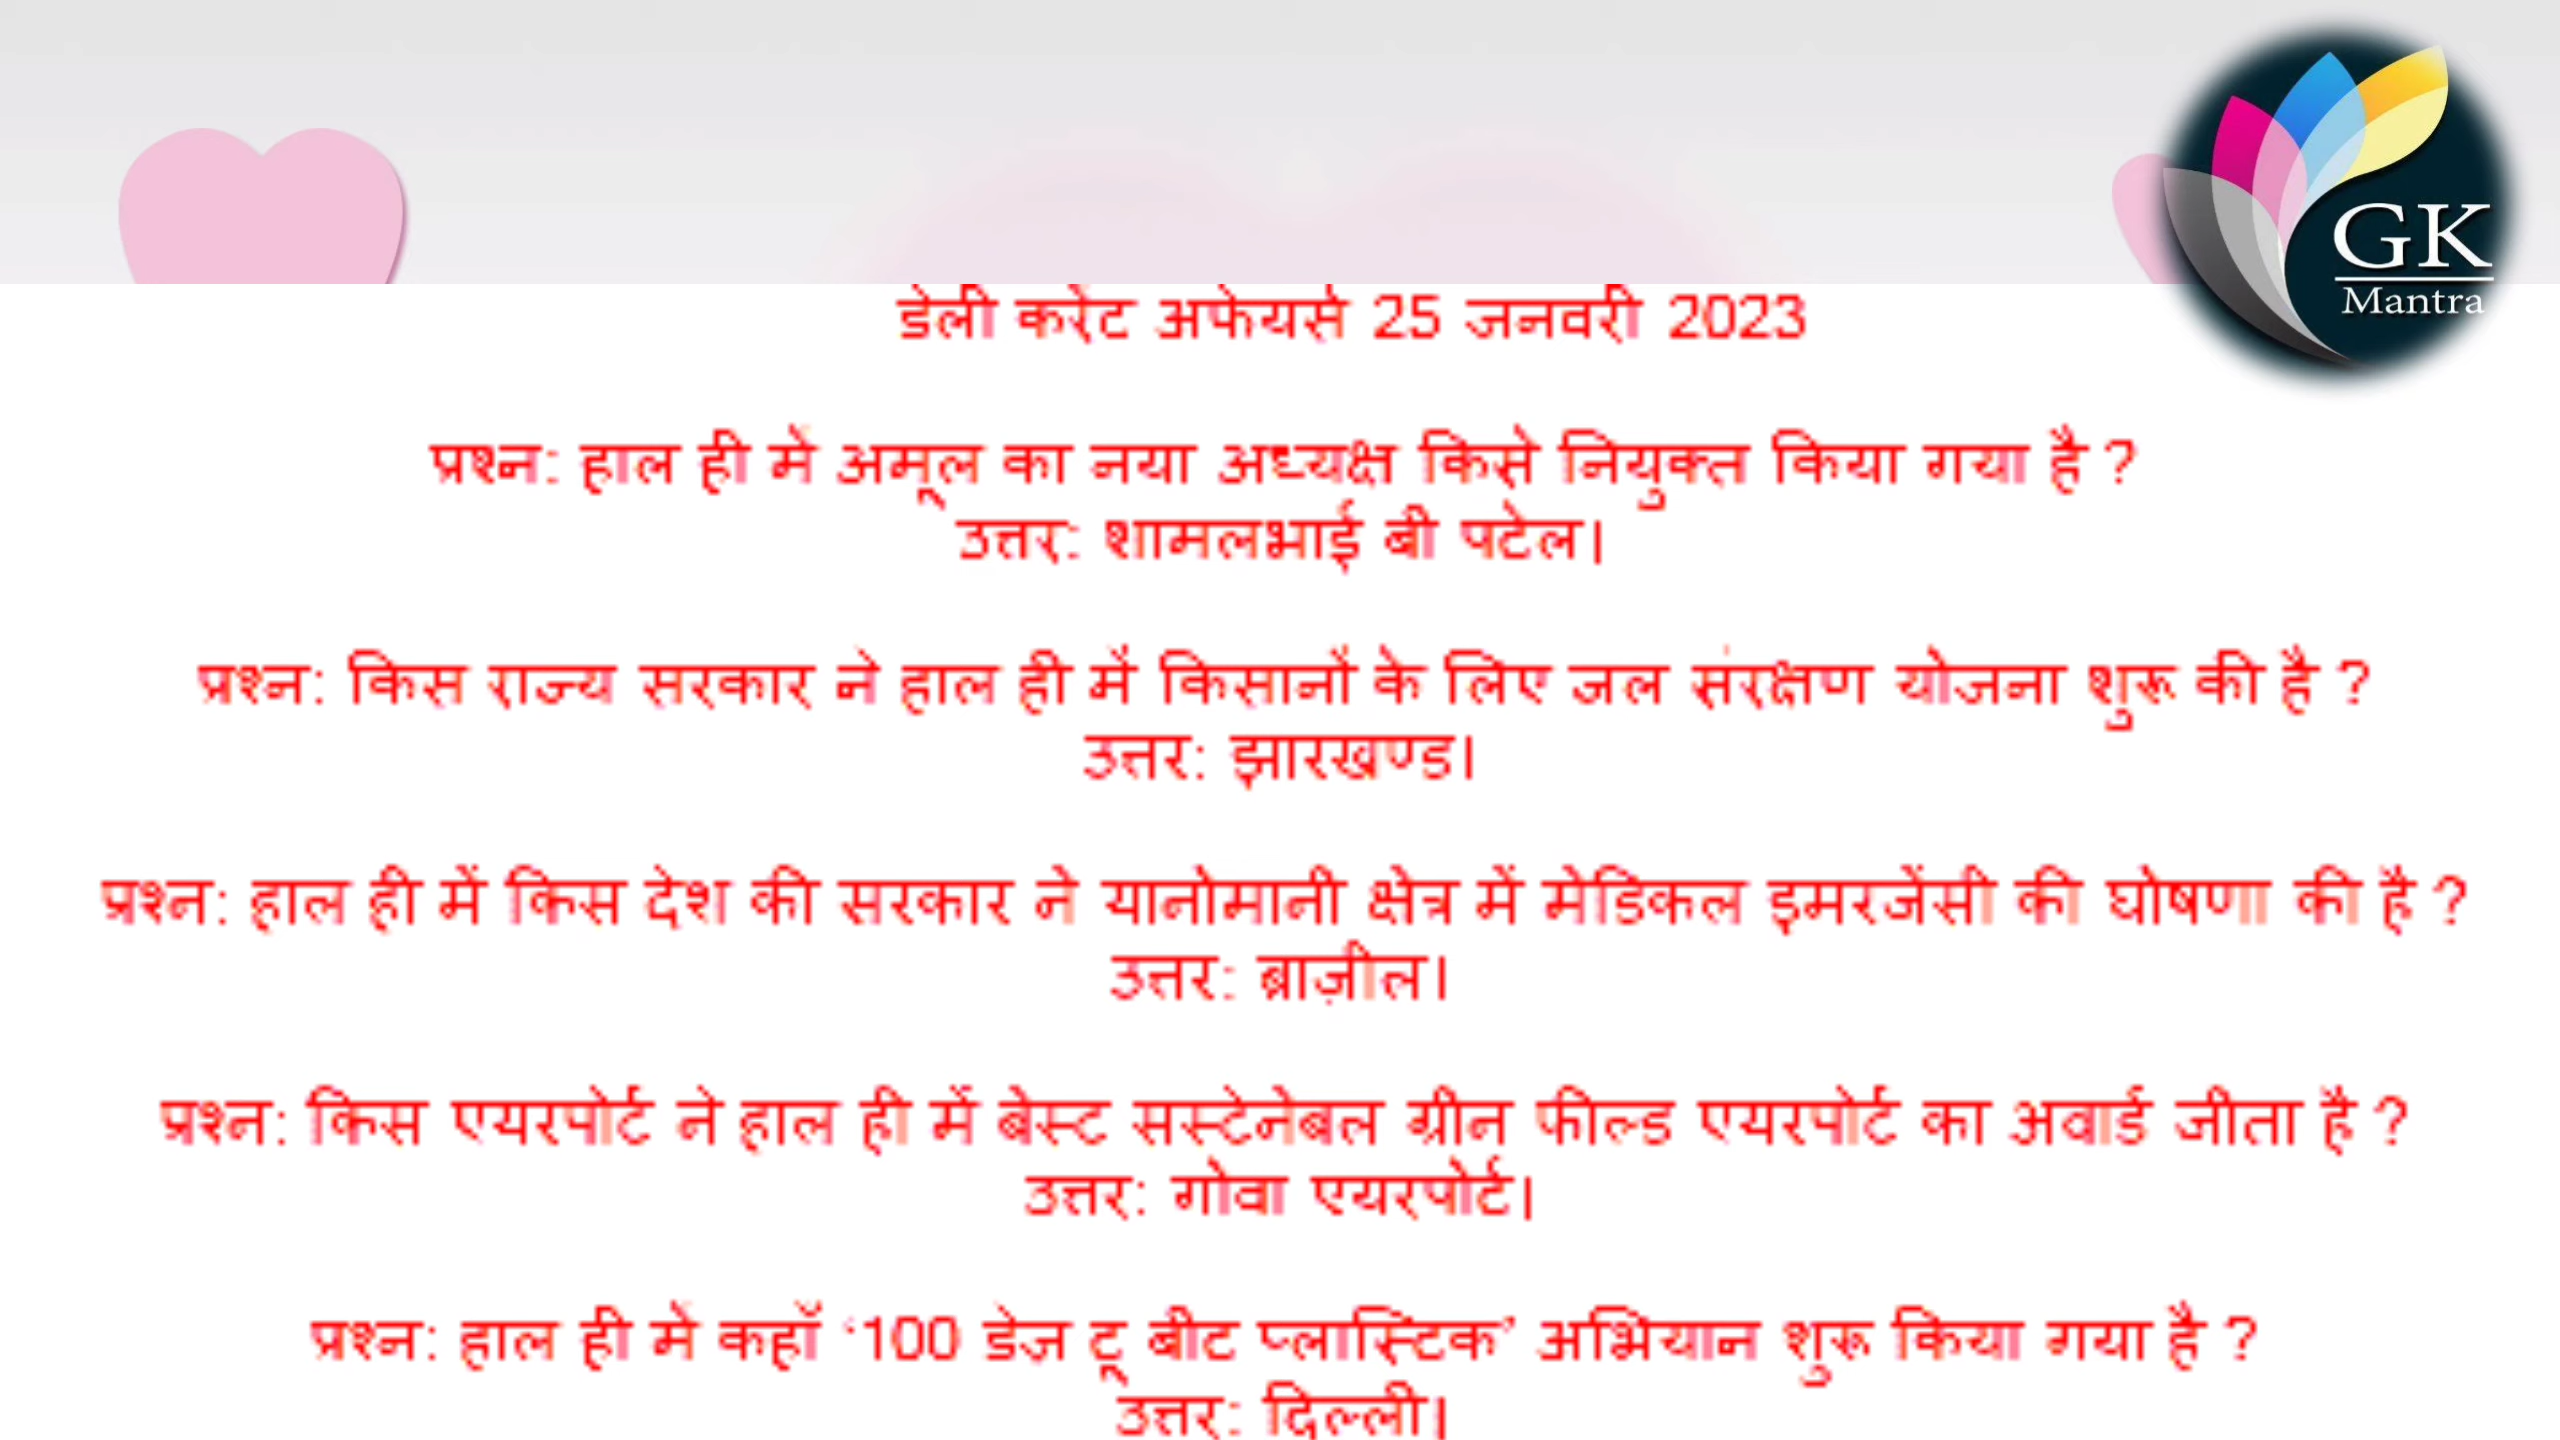 GK
Mantra
डेली करेंट अफेयर्स 25 जनवरी 2023
प्रश्न: हाल ही में अमूल का नया अध्यक्ष किसे नियुक्त किया गया है ?
उत्तर: शामलभाई बी पटेल।
प्रश्न: किस राज्य सरकार ने हाल ही में किसानों के लिए जल संरक्षण योजना शुरू की है ?
उत्तर: झारखण्ड।
प्रश्न: हाल ही में किस देश की सरकार ने यानोमानी क्षेत्र में मेडिकल इमरजेंसी की घोषणा की है ?
उत्तर: ब्राज़ील।
प्रश्न: किस एयरपोर्ट ने हाल ही में बेस्ट सस्टेनेबल ग्रीन फील्ड एयरपोर्ट का अवार्ड जीता है ?
उत्तर: गोवा एयरपोर्ट।
प्रश्न: हाल ही में कहाँ ‘100 डेज़ टू बीट प्लास्टिक’ अभियान शुरू किया गया है ?
उत्तर: दिल्ली।